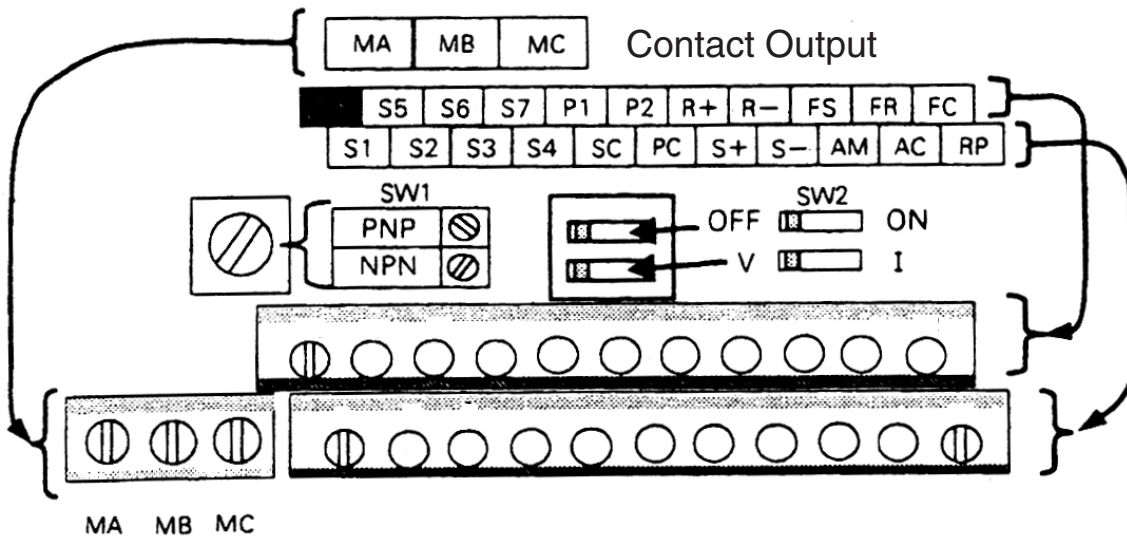 MA MB MC Contact Output
S5 S6 S7 P1 P2 R+ R− FS FR FC
S1 S2 S3 S4 SC PC S+ S− AM AC RP
SW1 SW2
PNP OFF ON
NPN V I
MA MB MC